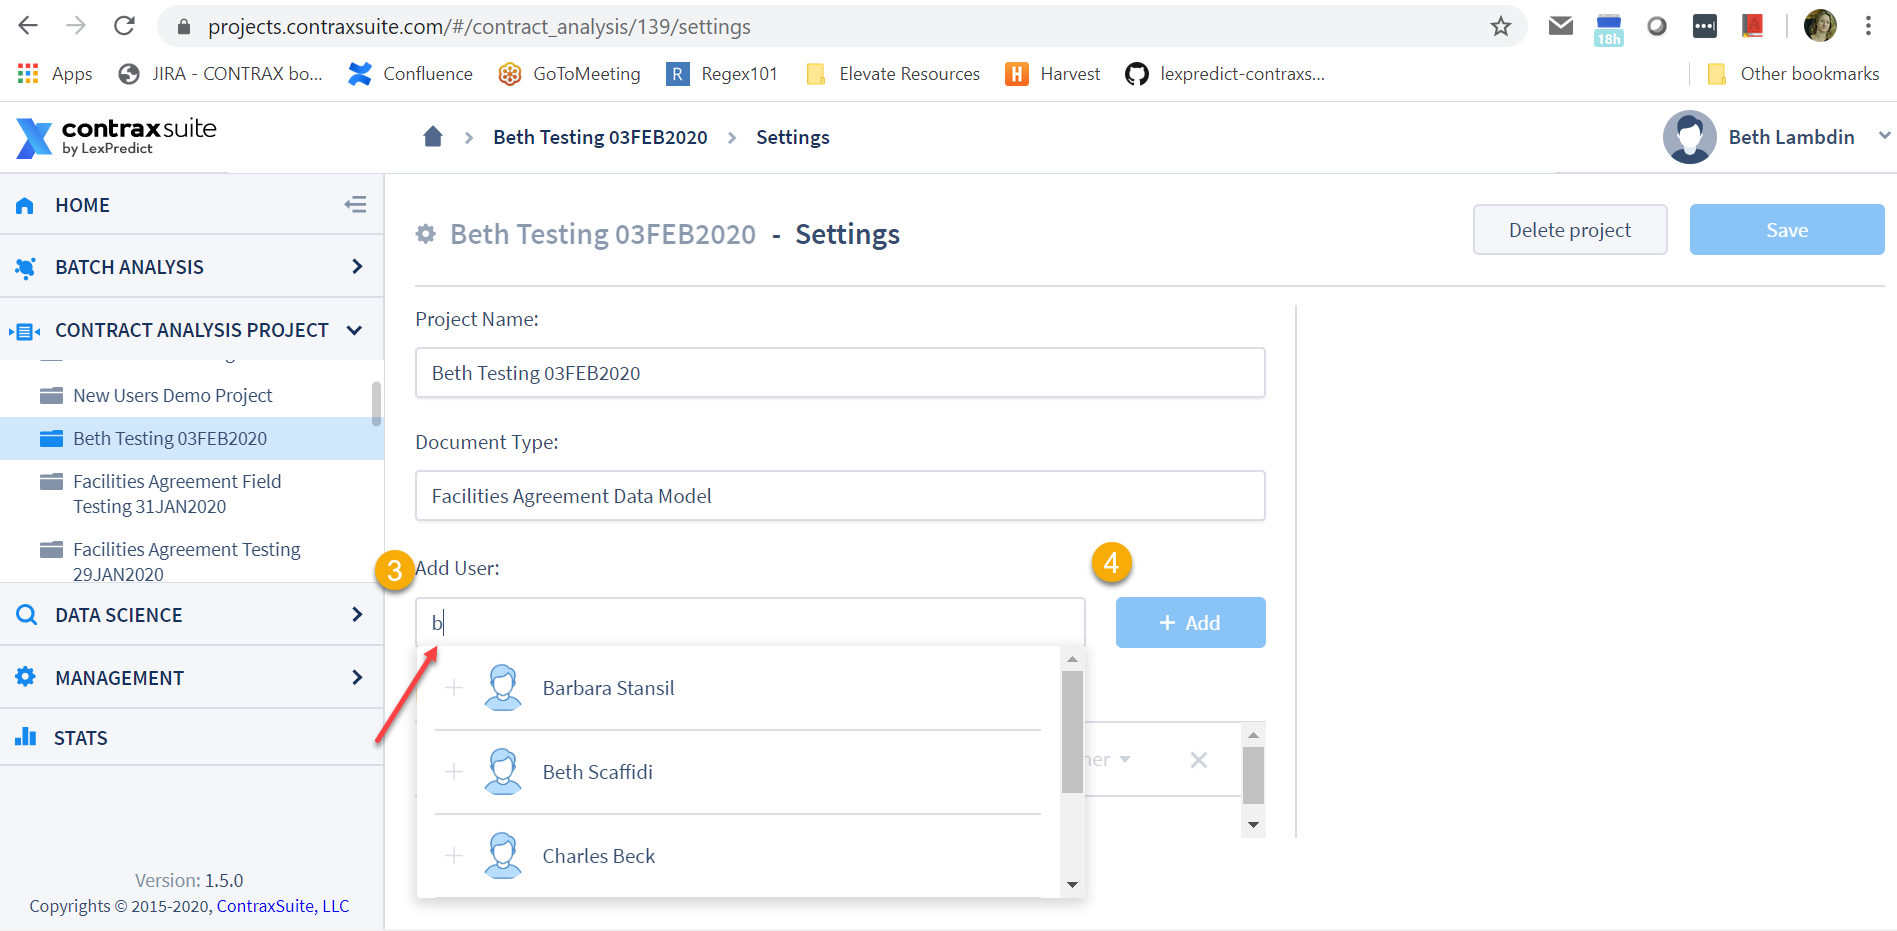 projects.contraxsuite.com/#/contract_analysis/139/settings
18h
Apps
JIRA - CONTRAX bo...
Confluence
GoToMeeting
R
Regex101
Elevate Resources
H
Harvest
lexpredict-contraxs...
Other bookmarks
contraxsuite
by LexPredict
Beth Testing 03FEB2020
Settings
Beth Lambdin
HOME
BATCH ANALYSIS
CONTRACT ANALYSIS PROJECT
New Users Demo Project
Beth Testing 03FEB2020
Facilities Agreement Field
Testing 31JAN2020
Facilities Agreement Testing
29JAN2020
DATA SCIENCE
MANAGEMENT
STATS
Version: 1.5.0
Copyrights © 2015-2020, ContraxSuite, LLC
Beth Testing 03FEB2020 - Settings
Delete project
Save
Project Name:
Beth Testing 03FEB2020
Document Type:
Facilities Agreement Data Model
3
Add User:
4
b
+ Add
Barbara Stansil
Beth Scaffidi
Charles Beck